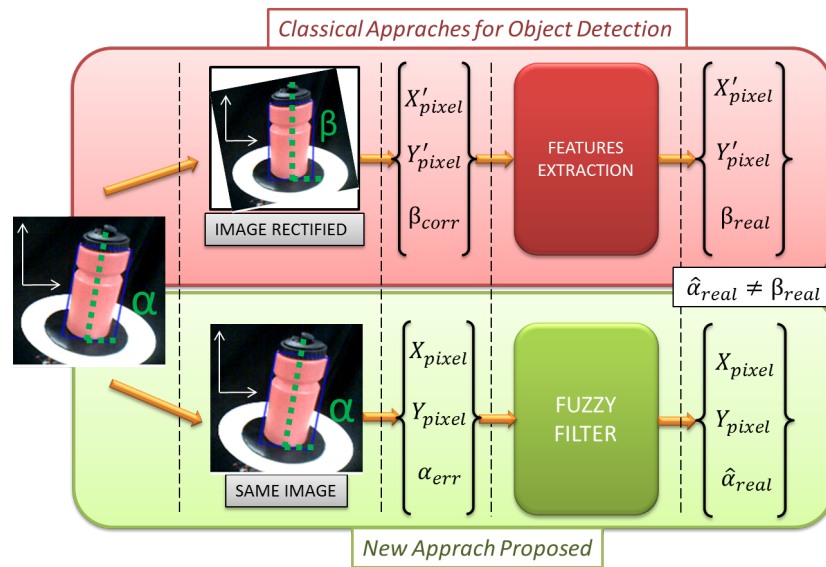 Classical Appraches for Object Detection
β
IMAGE RECTIFIED
X′pixel
Y′pixel
βcorr
FEATURES
EXTRACTION
X′pixel
Y′pixel
βreal
α
α̂real ≠ βreal
α
SAME IMAGE
Xpixel
Ypixel
αerr
FUZZY
FILTER
Xpixel
Ypixel
α̂real
New Apprach Proposed